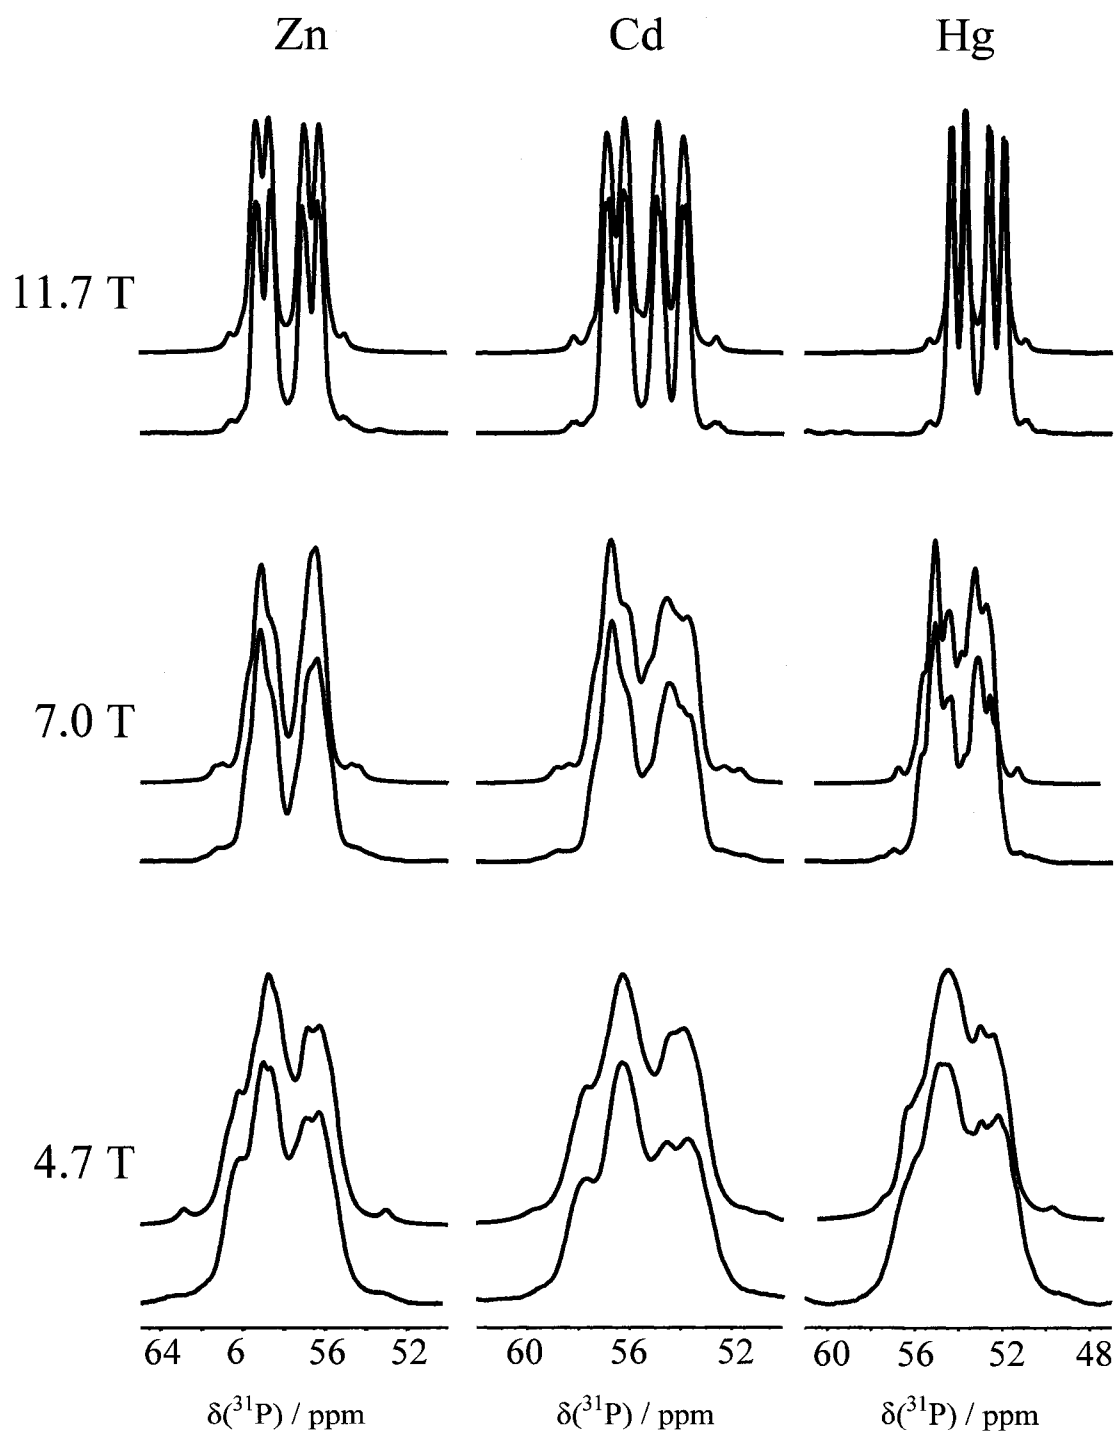 Zn Cd Hg
11.7 T
7.0 T
4.7 T
64 6 56 52 60 56 52 60 56 52 48
δ(³¹P) / ppm δ(³¹P) / ppm δ(³¹P) / ppm